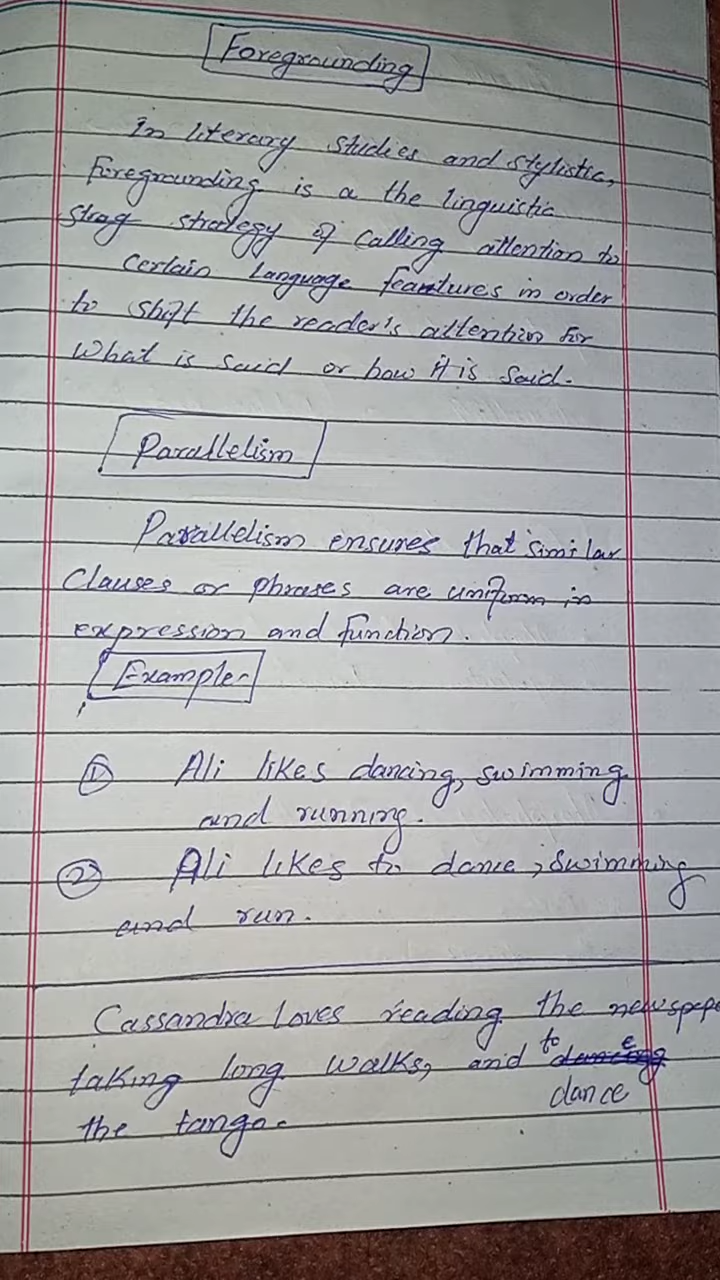 Foregrounding
In literary studies and stylistic,
Foregrounding is a the linguistic
strag strategy of calling attention to
certain language feartures in order
to shift the reader's attention for
what is said or how it is said.
Parallelism
Parallelism ensures that similar
clauses or phrases are uniform in
expression and function.
Example-
① Ali likes dancing, swimming
and running.
② Ali likes to dance, swimming
and run.
Cassandra loves reading the newspape
taking long walks, and to
dance
the tango.